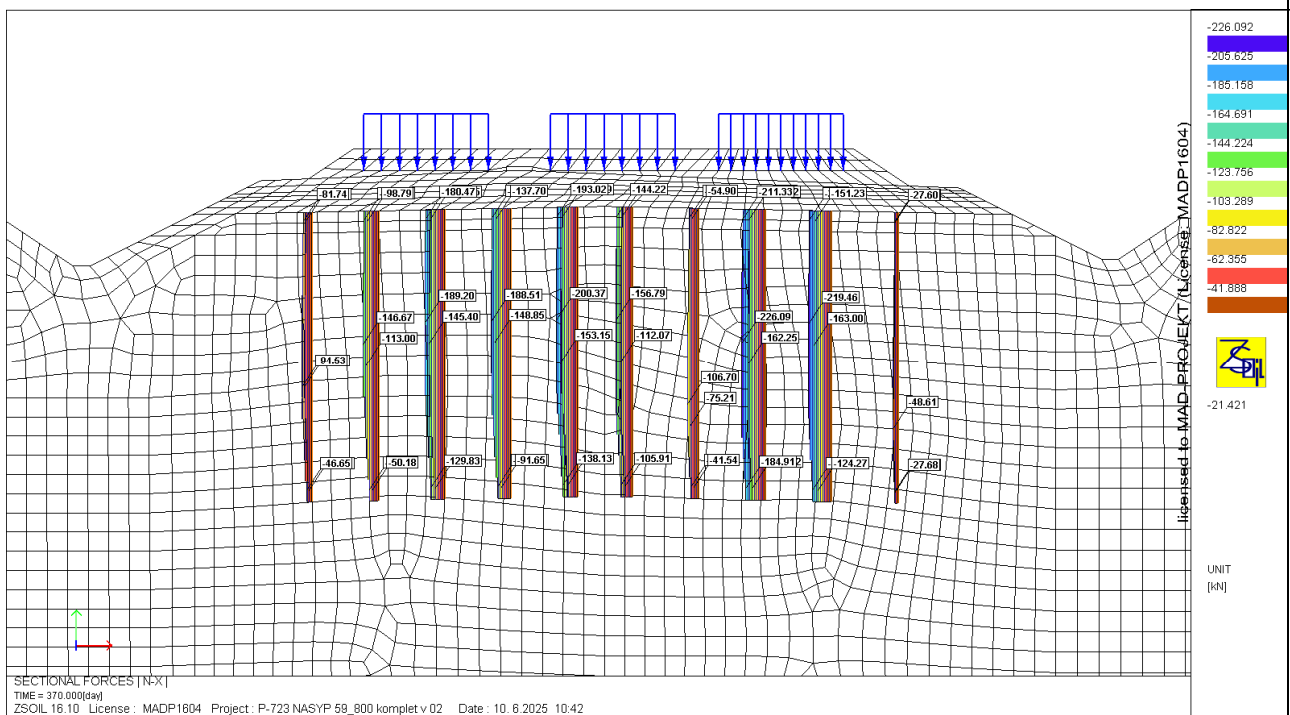 -226.092
-205.625
-185.158
-164.691
-144.224
-123.756
-103.289
-82.822
-62.355
-41.888
-21.421
UNIT
[kN]
licensed to MAD-PROJEKT (License: MADP1604)
-81.74 -98.79 -180.475 -137.70 -193.029 -144.22 -54.90 -211.332 -151.23 -27.60
-189.20 -188.51 -200.37 -156.79 -219.46
-146.67 -145.40 -148.85 -226.09 -163.00
-113.00 -153.15 -112.07 -162.25
-94.53 -106.70
-75.21 -48.61
-46.65 -50.18 -129.83 -91.65 -138.13 -105.91 -41.54 -184.912 -124.27 -27.68
SECTIONAL FORCES | N-X |
TIME = 370.000[day]
ZSOIL 16.10 License : MADP1604 Project : P-723 NASYP 59_800 komplet v 02 Date : 10. 6.2025 10:42